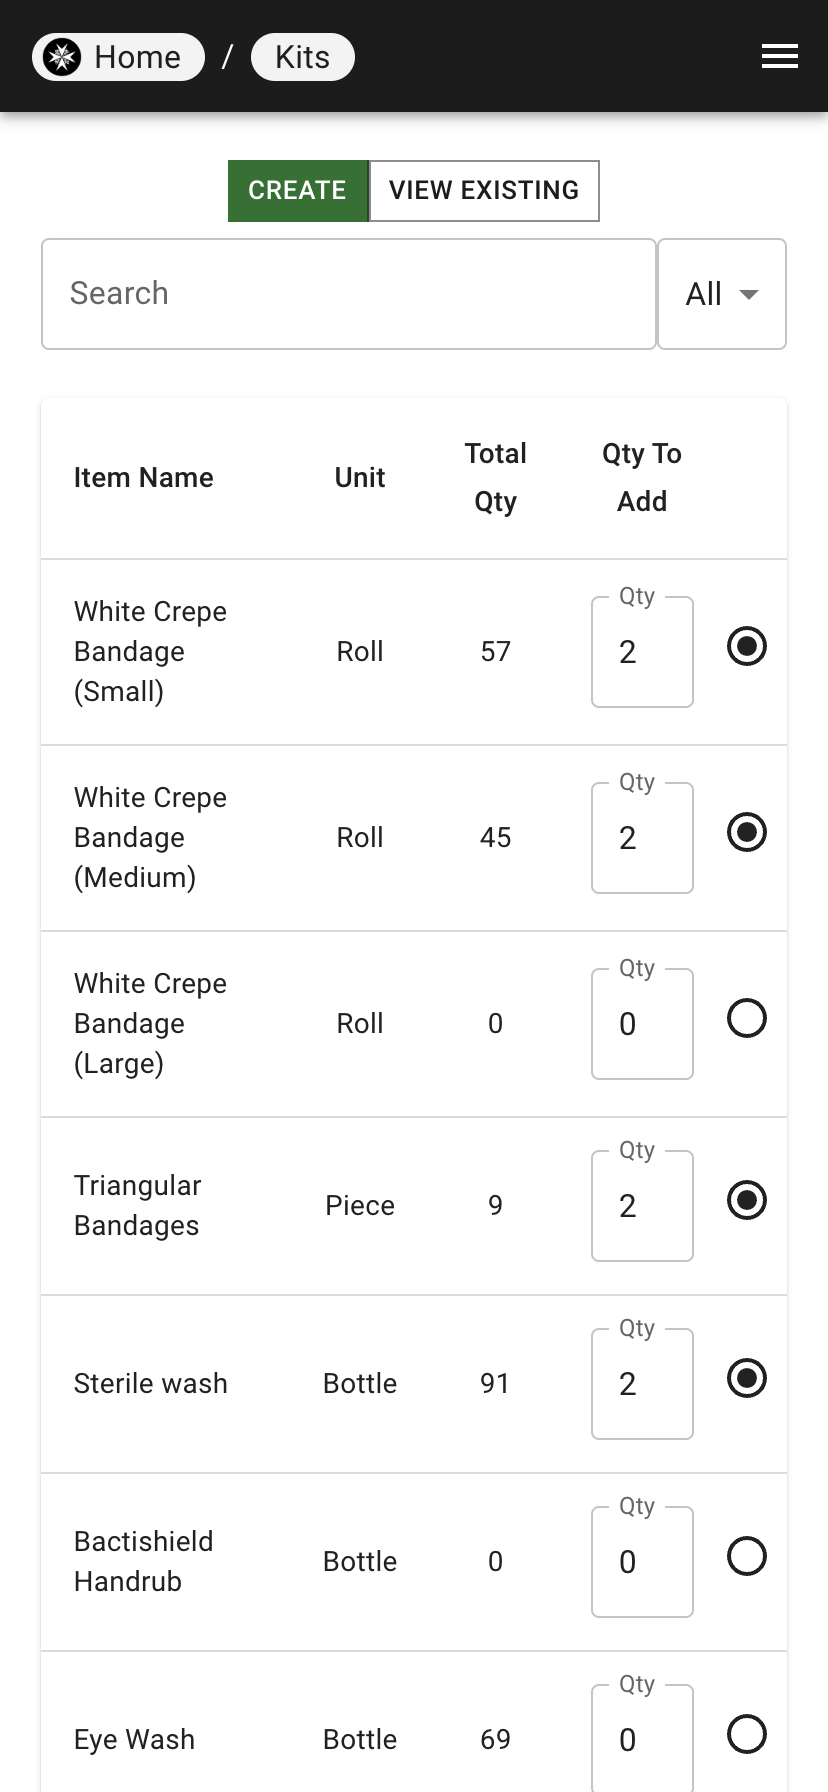 Home / Kits
CREATE VIEW EXISTING
Search All
Item Name Unit Total Qty Qty To Add
White Crepe Bandage (Small) Roll 57 Qty 2
White Crepe Bandage (Medium) Roll 45 Qty 2
White Crepe Bandage (Large) Roll 0 Qty 0
Triangular Bandages Piece 9 Qty 2
Sterile wash Bottle 91 Qty 2
Bactishield Handrub Bottle 0 Qty 0
Eye Wash Bottle 69 Qty 0